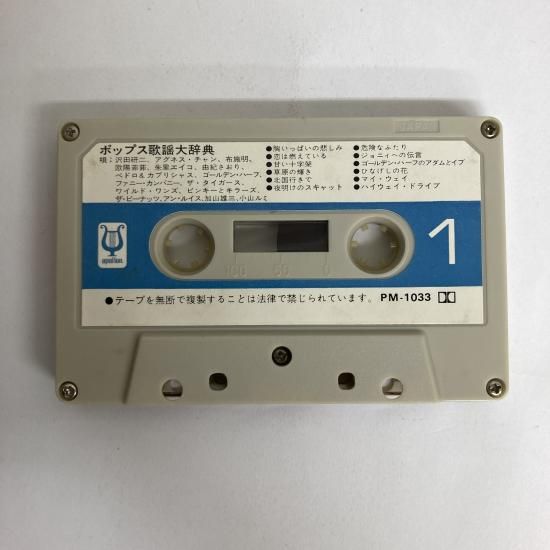 JAPAN
ポップス歌謡大辞典
唄：沢田研二、アグネス・チャン、布施明、
欧陽菲菲、朱里エイコ、由紀さおり、
ペドロ&カプリシャス、ゴールデン・ハーフ、
ファニー・カンパニー、ザ・タイガース、
ワイルド・ワンズ、ピンキーとキラーズ、
ザ・ピーナッツ、アン・ルイス、加山雄三、小山ルミ
●胸いっぱいの悲しみ
●恋は燃えている
●甘い十字架
●草原の輝き
●北国行きで
●夜明けのスキャット
●危険なふたり
●ジョニィへの伝言
●ゴールデン・ハーフのアダムとイブ
●ひなげしの花
●マイ・ウェイ
●ハイウェイ・ドライブ
apollon
100 50 0
1
●テープを無断で複製することは法律で禁じられています。 PM-1033